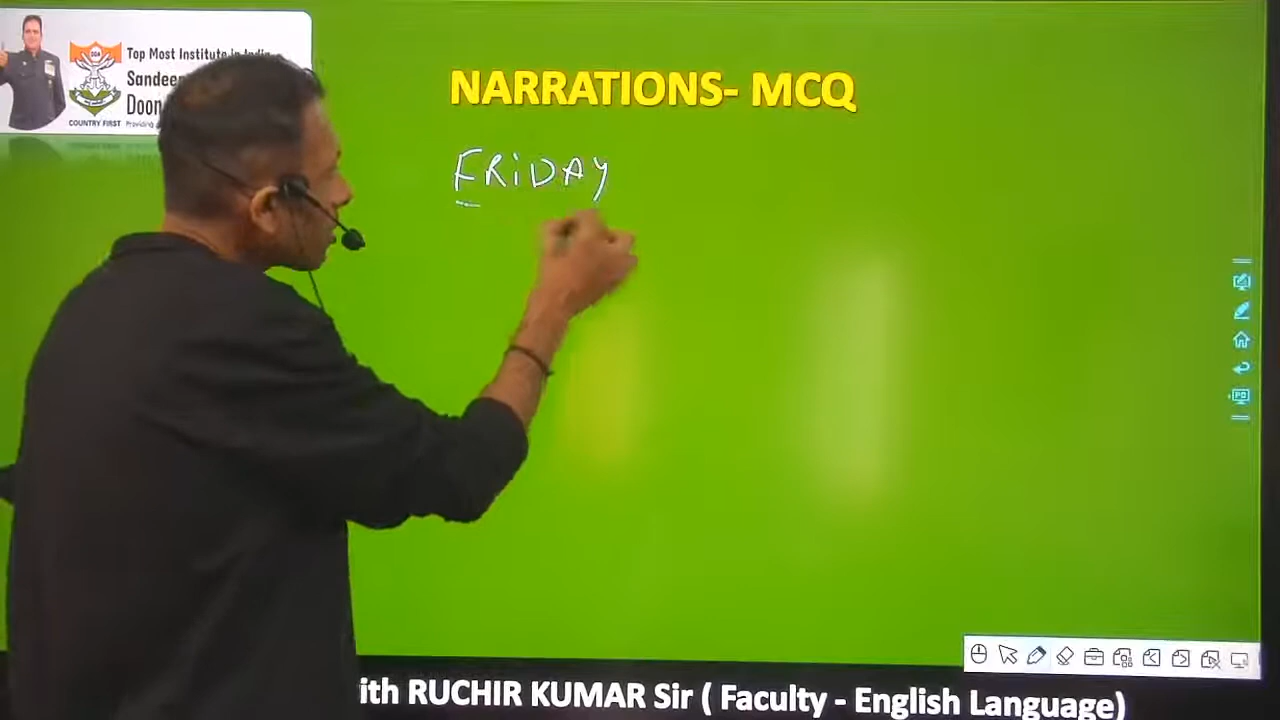 Top Most Institute in India
Sandeep
Doon
COUNTRY FIRST
NARRATIONS- MCQ
FRiDAY
ith RUCHIR KUMAR Sir ( Faculty - English Language)